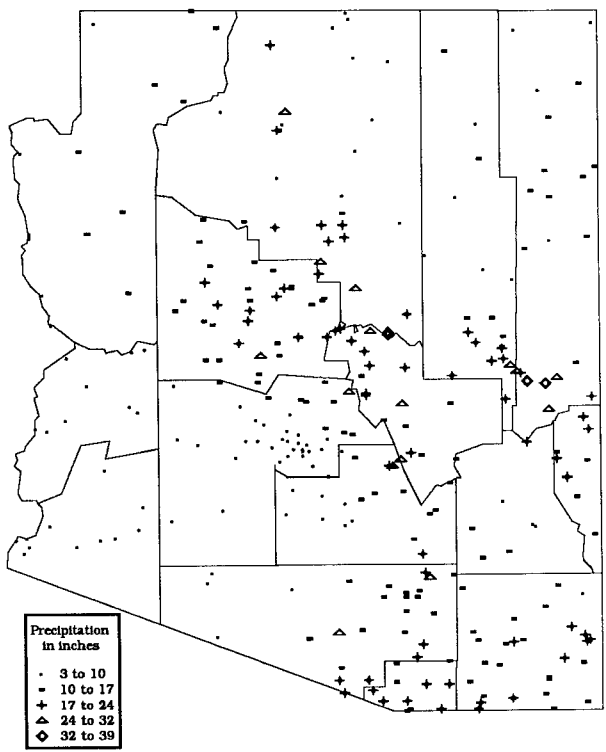 Precipitation
in inches
3 to 10
10 to 17
17 to 24
24 to 32
32 to 39